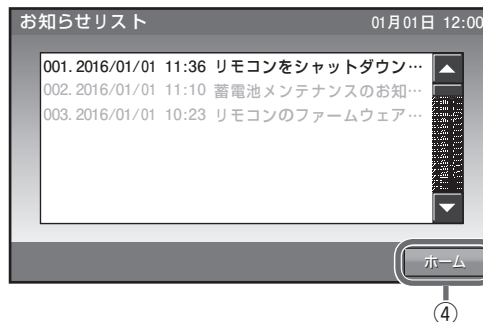 お知らせリスト 01月01日 12:00
001. 2016/01/01 11:36 リモコンをシャットダウン…
002. 2016/01/01 11:10 蓄電池メンテナンスのお知…
003. 2016/01/01 10:23 リモコンのファームウェア…
ホーム
④